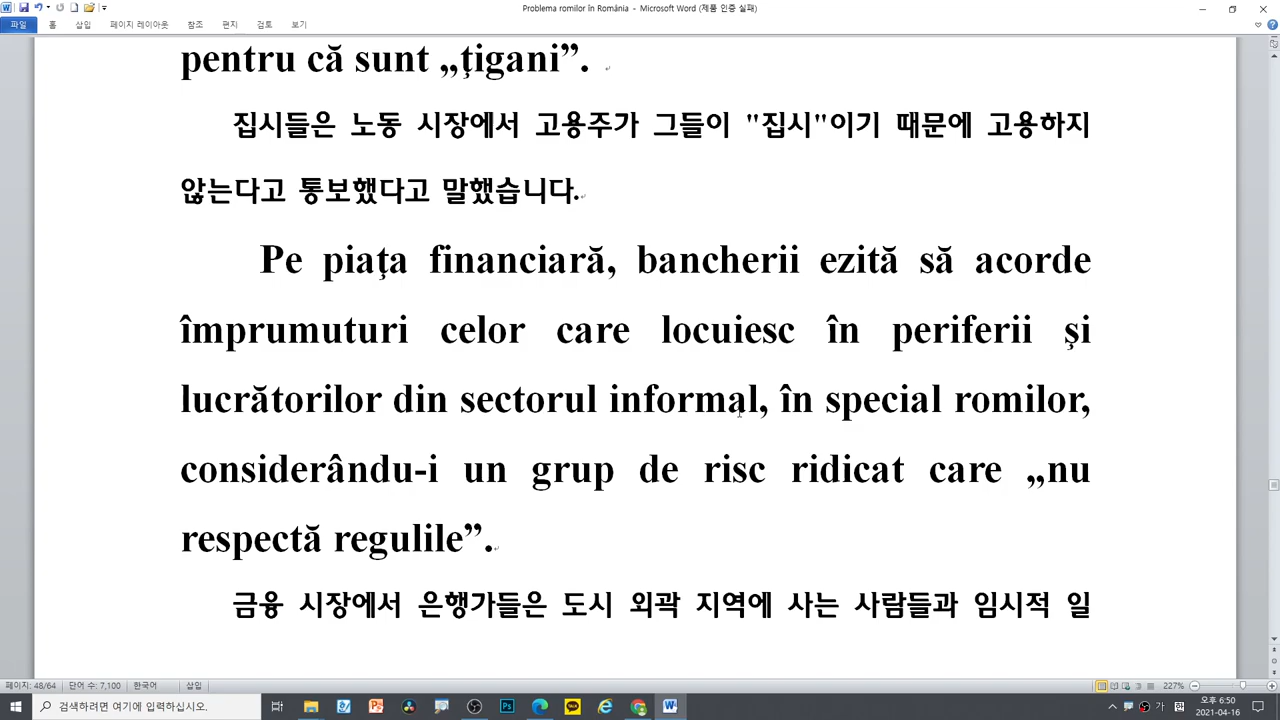 Problema romilor în România - Microsoft Word (제품 인증 실패)
파일 홈 삽입 페이지 레이아웃 참조 편지 검토 보기
pentru că sunt „ţigani”.
집시들은 노동 시장에서 고용주가 그들이 "집시"이기 때문에 고용하지
않는다고 통보했다고 말했습니다.
Pe piaţa financiară, bancherii ezită să acorde
împrumuturi celor care locuiesc în periferii şi
lucrătorilor din sectorul informal, în special romilor,
considerându-i un grup de risc ridicat care „nu
respectă regulile”.
금융 시장에서 은행가들은 도시 외곽 지역에 사는 사람들과 임시적 일
페이지: 48/64 단어 수: 7,100 한국어 삽입 227%
검색하려면 여기에 입력하십시오. 가 오후 6:50
2021-04-16